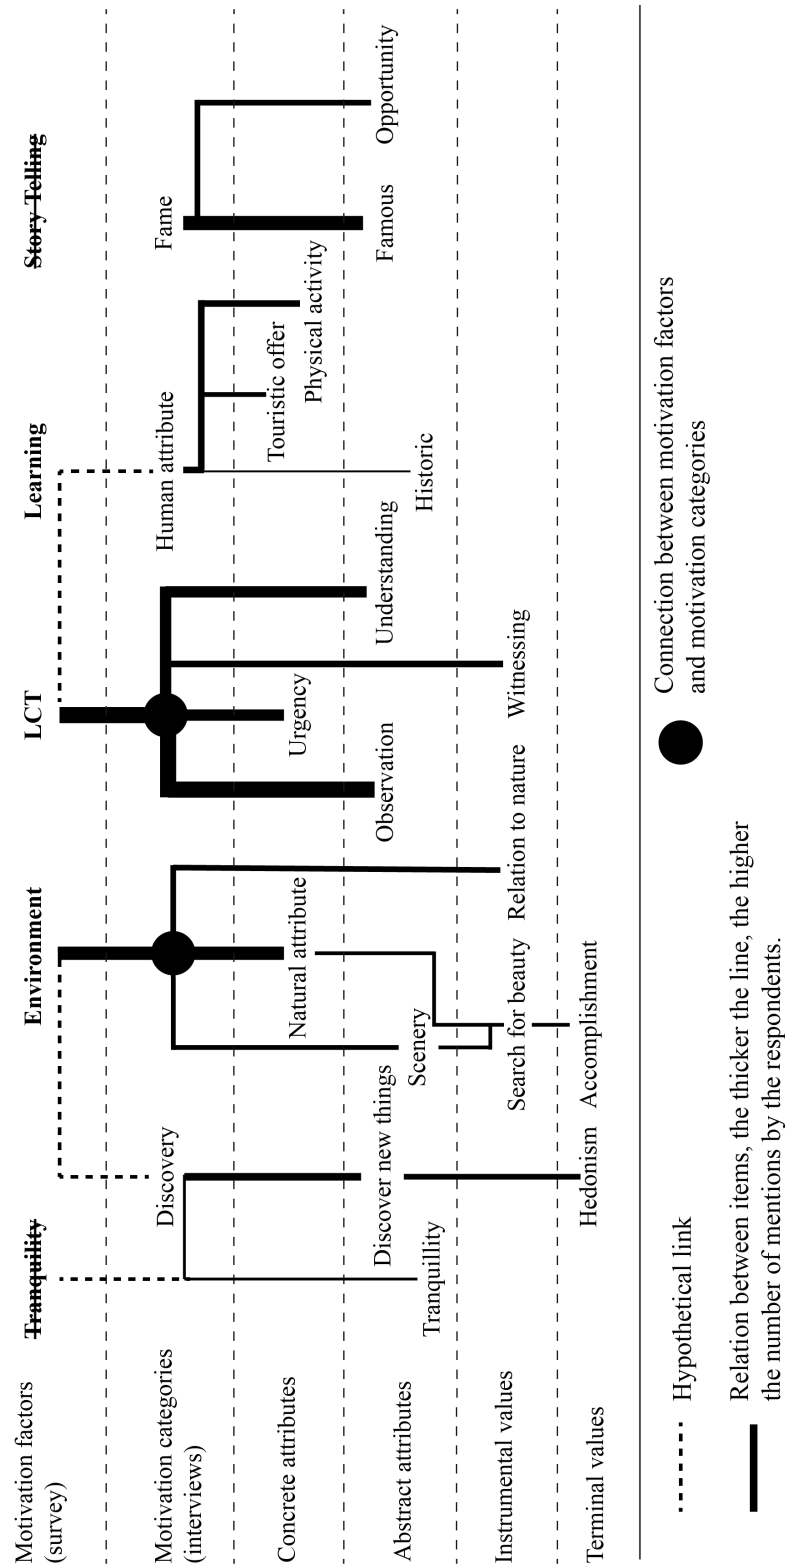 Motivation factors
(survey)
Tranquility
Environment
LCT
Learning
Story Telling
Motivation categories
(interviews)
Discovery
Human attribute
Fame
Concrete attributes
Natural attribute
Urgency
Touristic offer
Physical activity
Abstract attributes
Tranquillity
Discover new things
Scenery
Observation
Understanding
Historic
Famous
Opportunity
Instrumental values
Search for beauty
Relation to nature
Witnessing
Terminal values
Hedonism
Accomplishment
Hypothetical link
Relation between items, the thicker the line, the higher
the number of mentions by the respondents.
Connection between motivation factors
and motivation categories